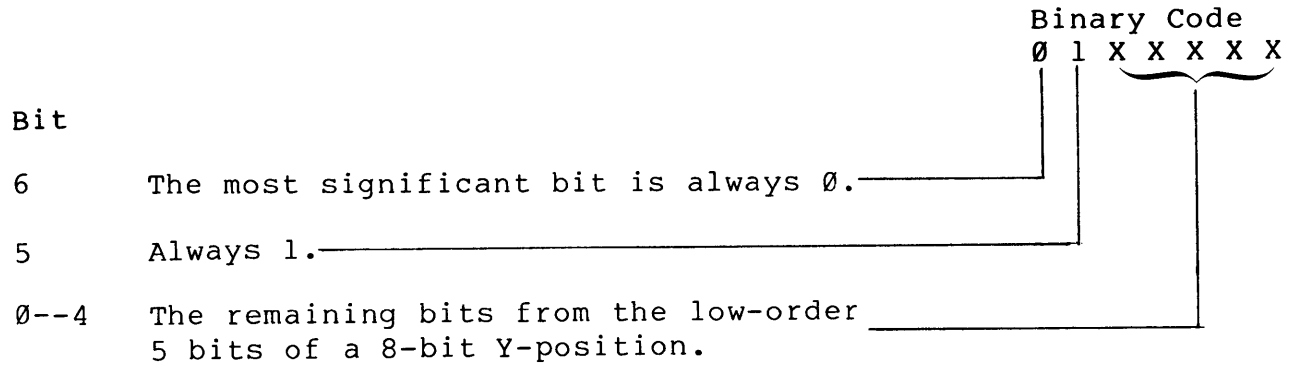 Binary Code
Ø 1 X X X X X
Bit
6 The most significant bit is always Ø.
5 Always 1.
Ø--4 The remaining bits from the low-order
5 bits of a 8-bit Y-position.